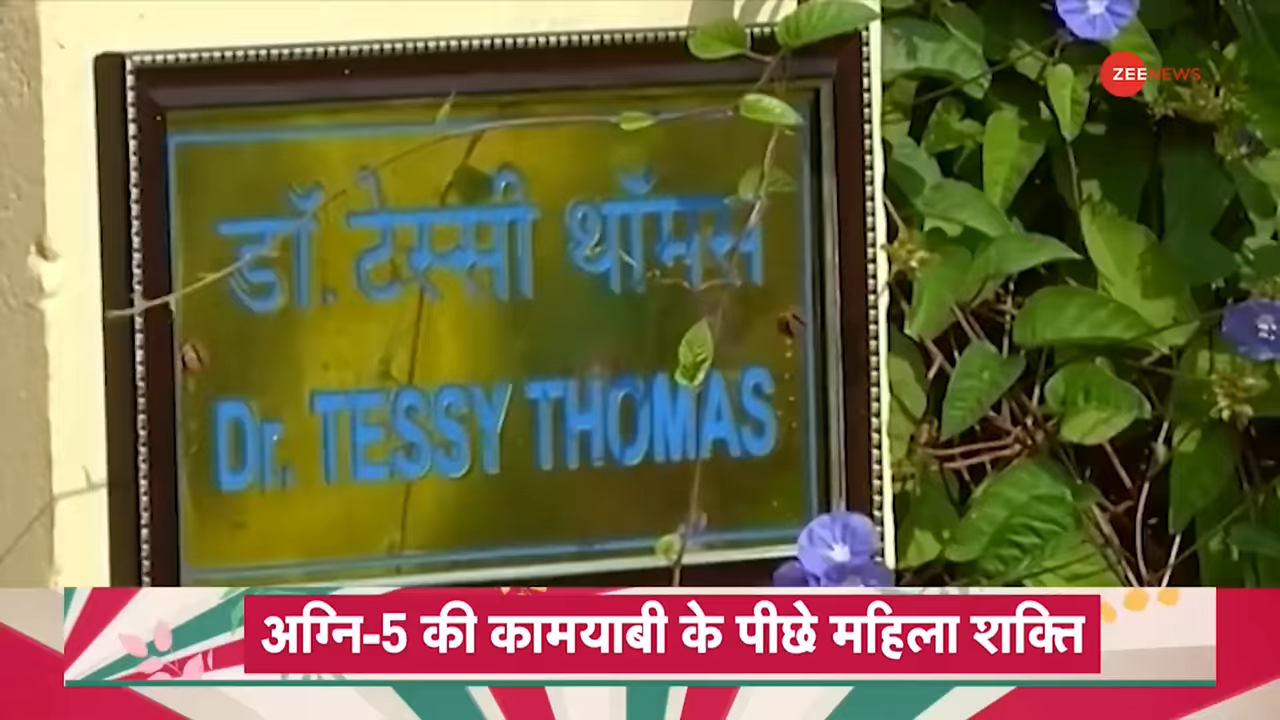 ZEENEWS
डॉ. टेस्सी थॉमस
Dr. TESSY THOMAS
अग्नि-5 की कामयाबी के पीछे महिला शक्ति